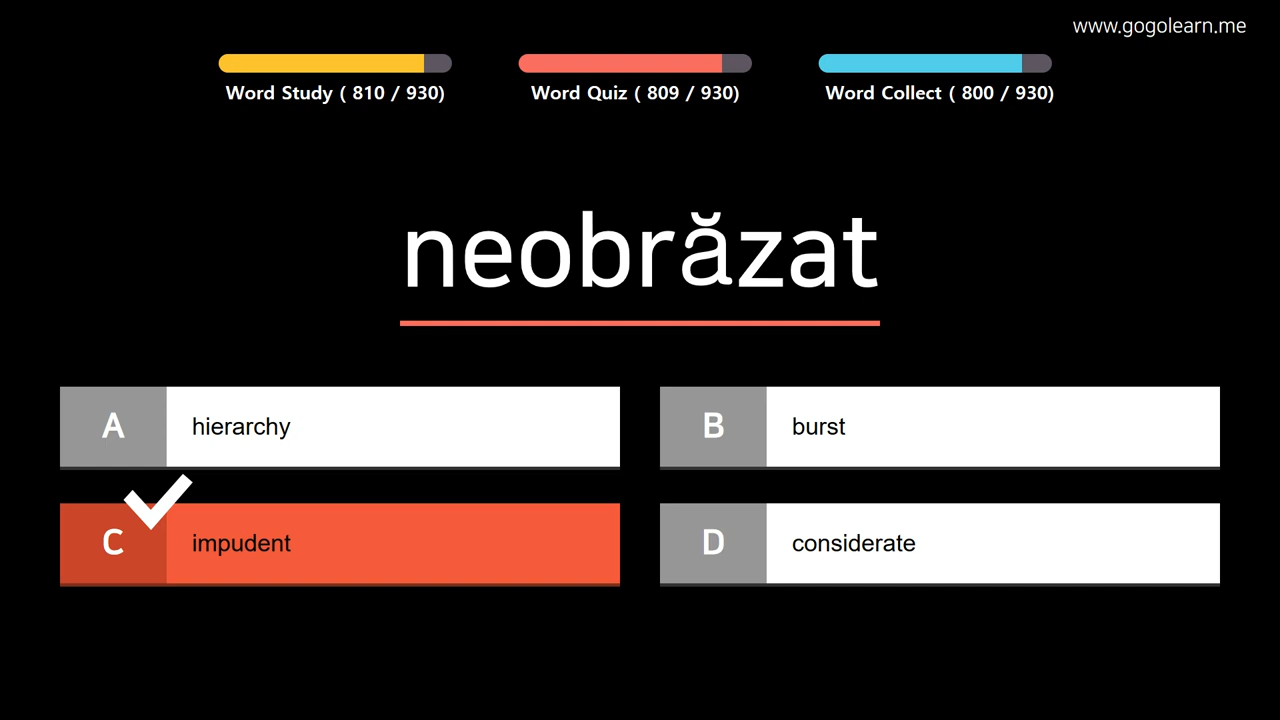 www.gogolearn.me
Word Study ( 810 / 930)
Word Quiz ( 809 / 930)
Word Collect ( 800 / 930)
neobrăzat
A hierarchy
B burst
C impudent
D considerate